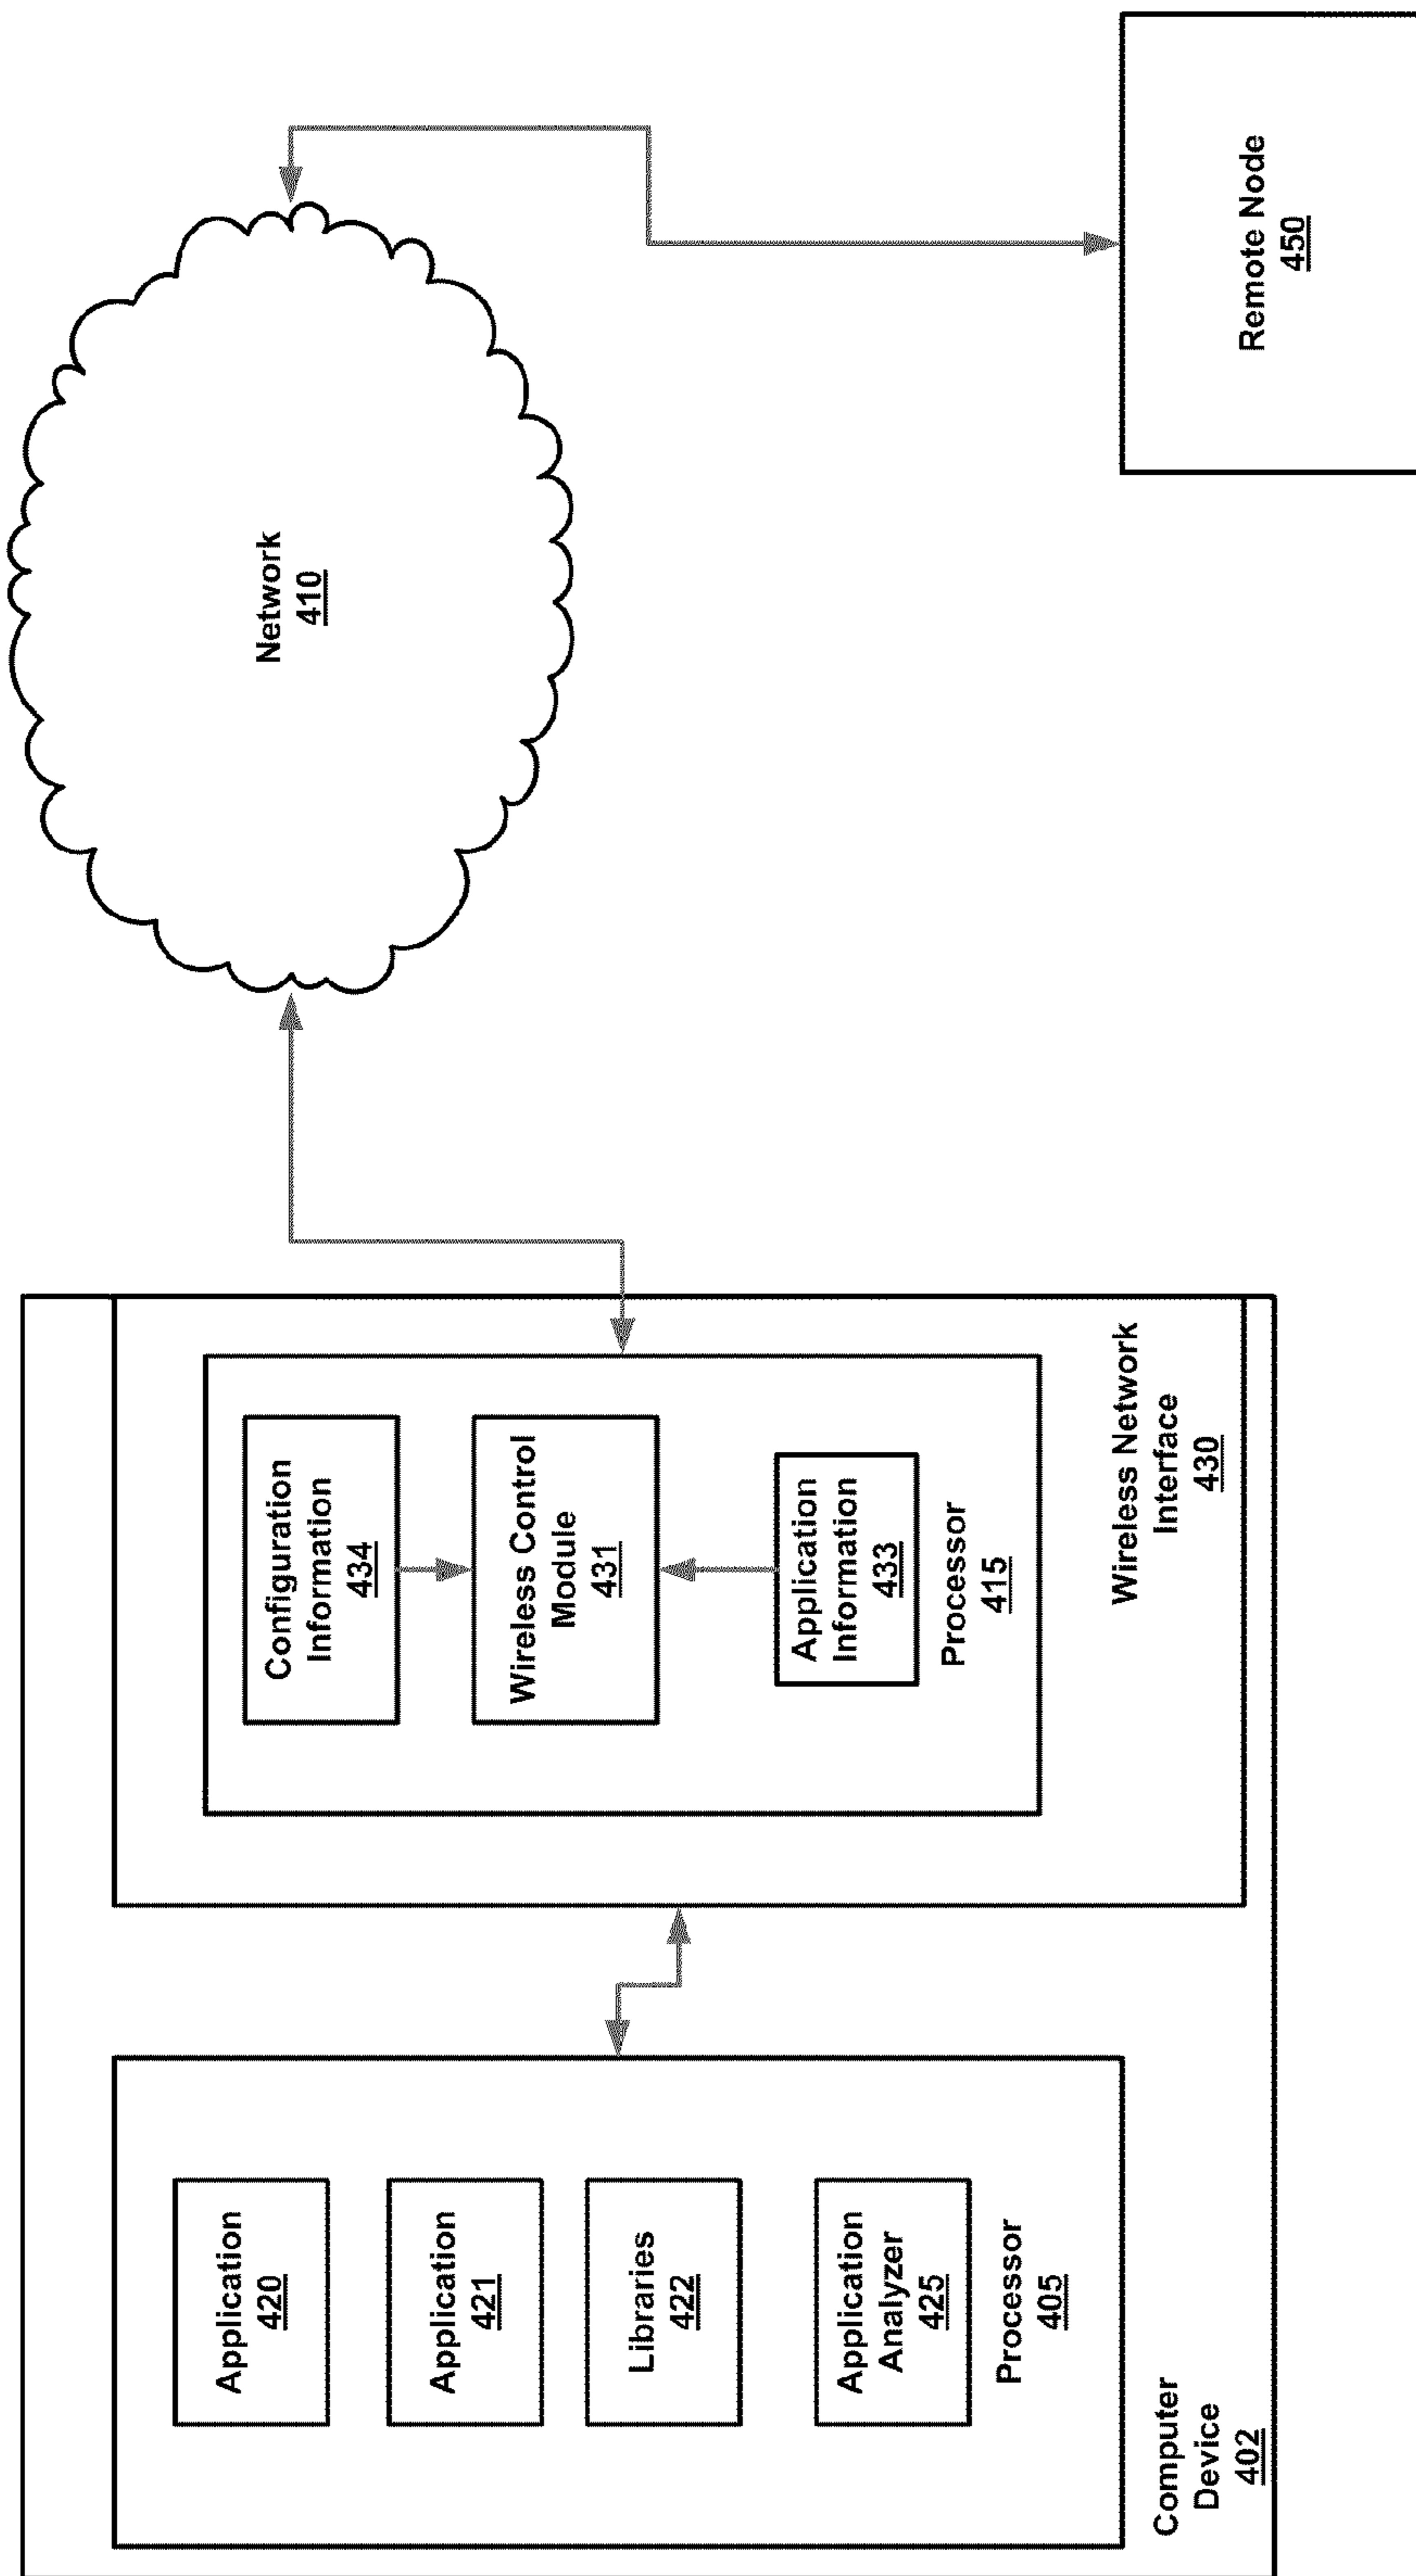 Application
420
Application
421
Libraries
422
Application
Analyzer
425
Processor
405
Computer
Device
402
Configuration
Information
434
Wireless Control
Module
431
Application
Information
433
Processor
415
Wireless Network
Interface
430
Network
410
Remote Node
450